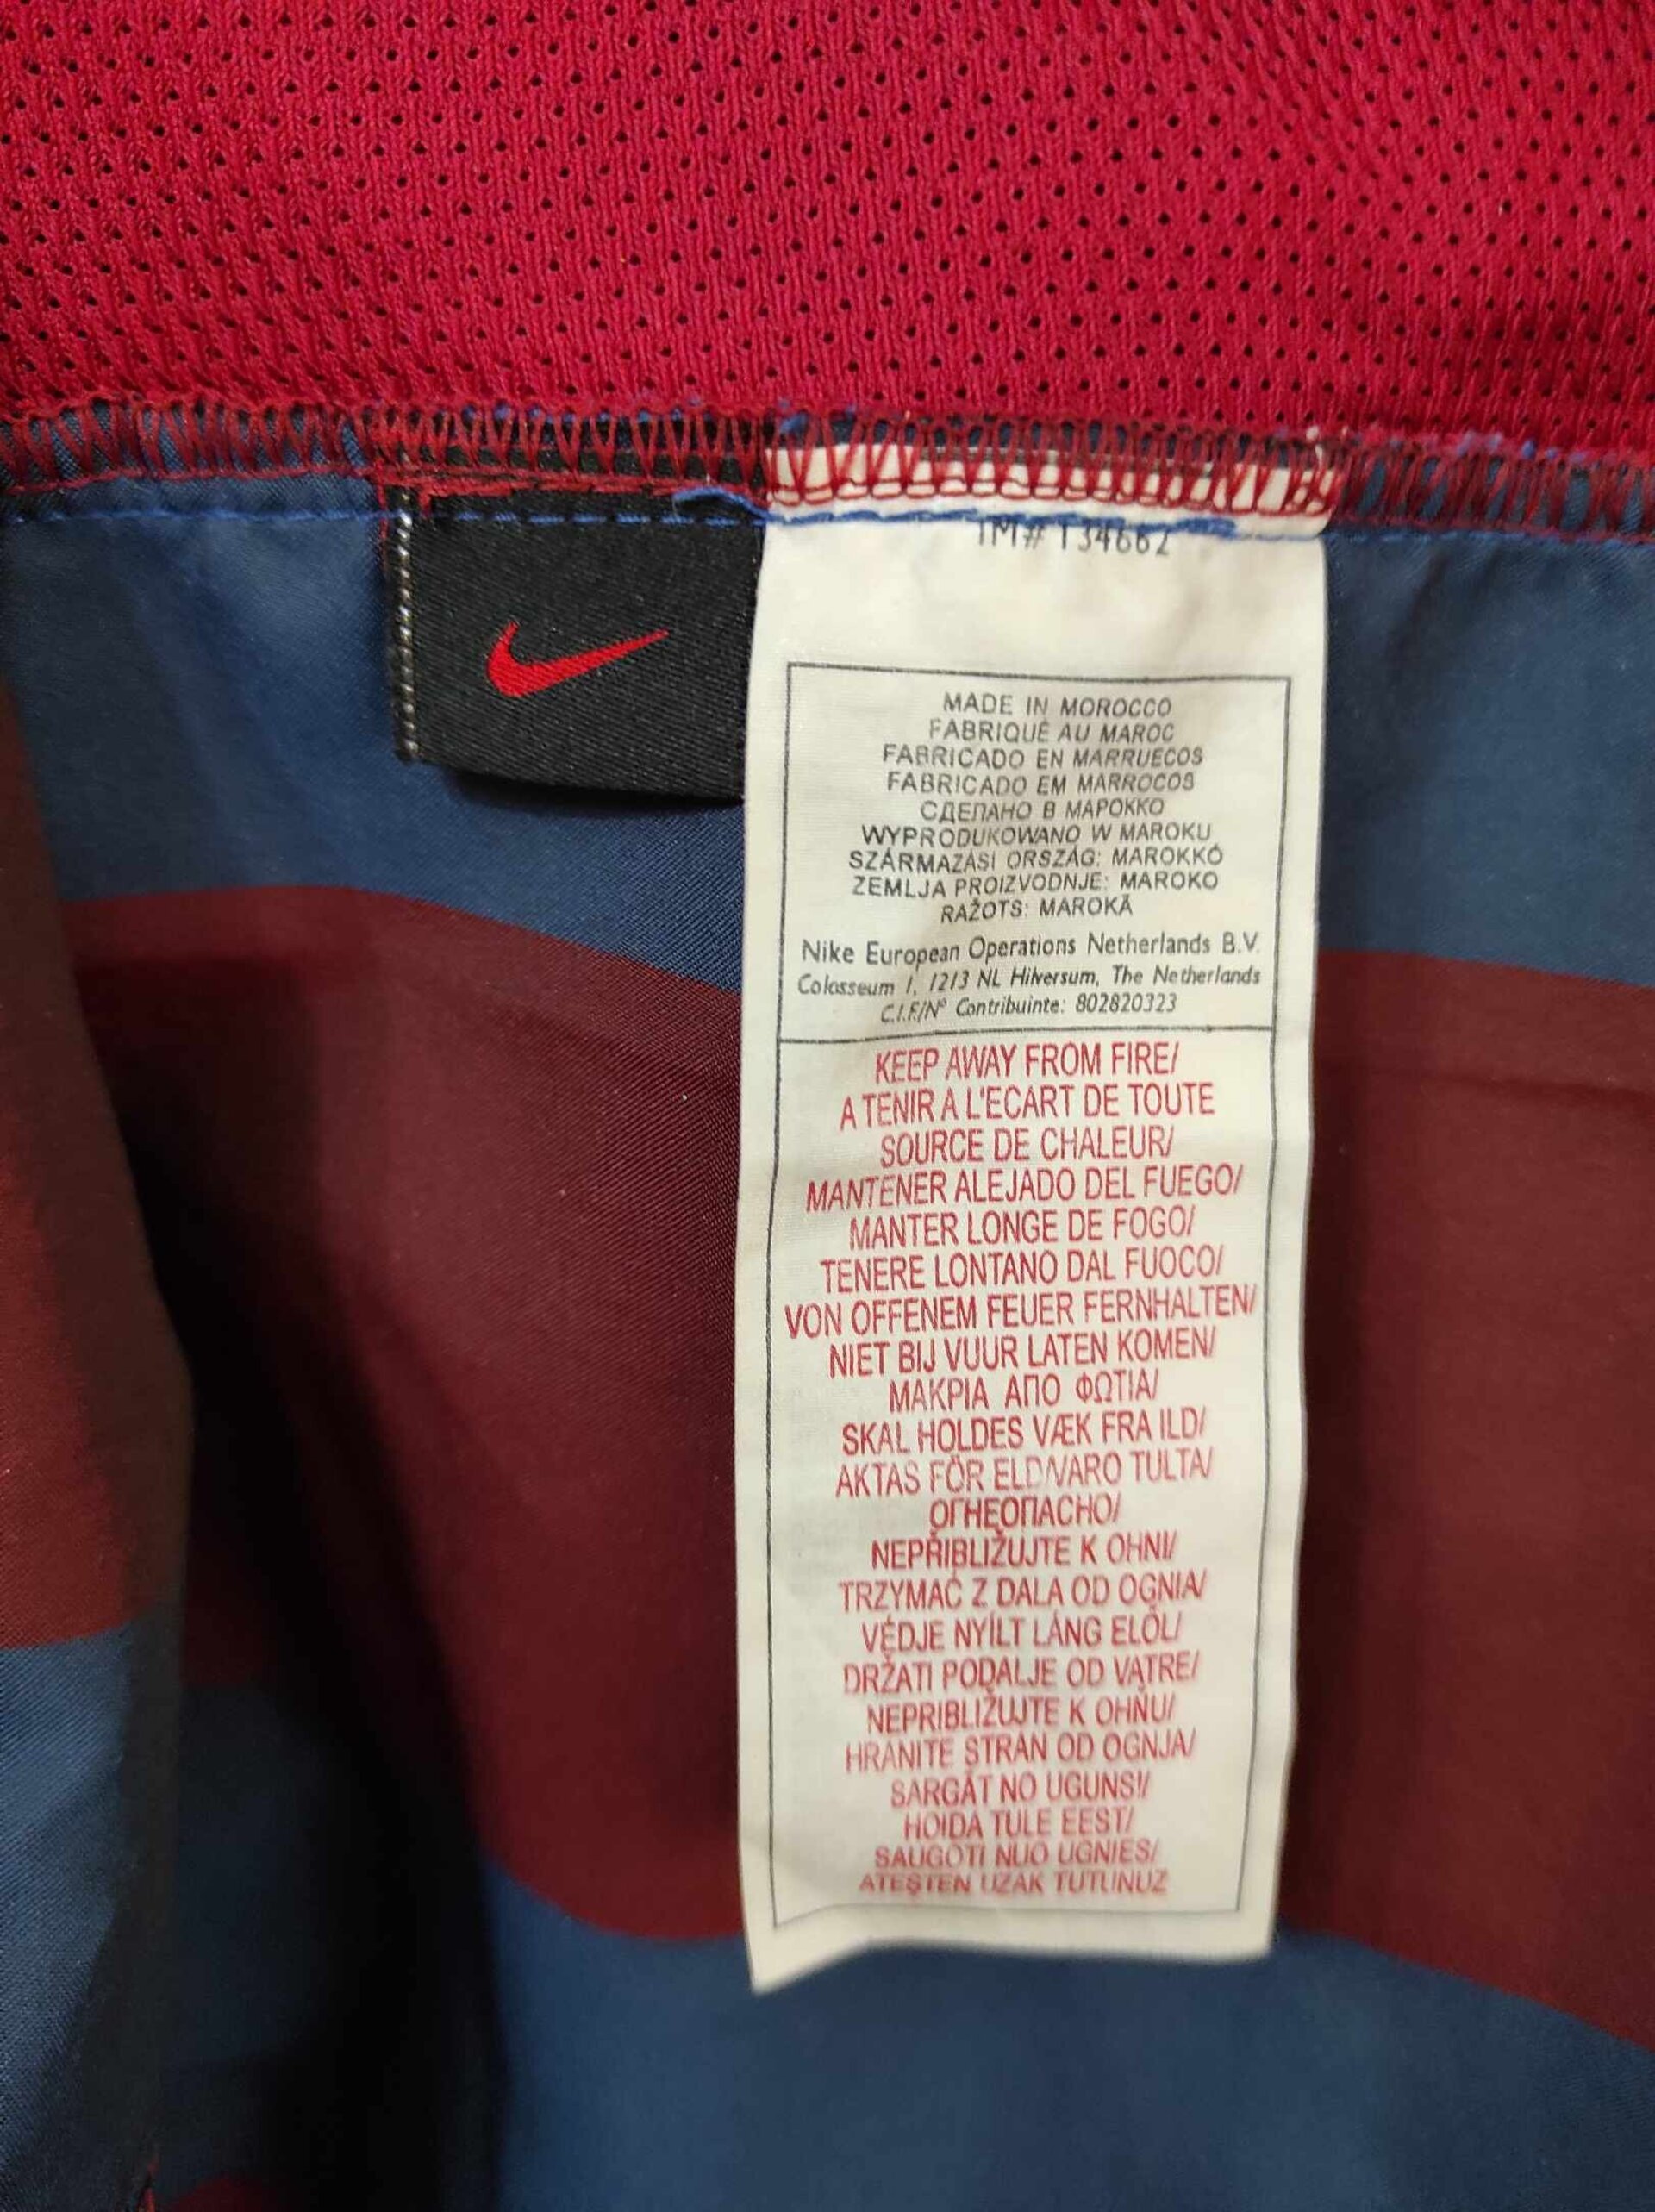 TM# 134662
MADE IN MOROCCO
FABRIQUÉ AU MAROC
FABRICADO EN MARRUECOS
FABRICADO EM MARROCOS
СДЕЛАНО В МАРОККО
WYPRODUKOWANO W MAROKU
SZÁRMAZÁSI ORSZÁG: MAROKKÓ
ZEMLJA PROIZVODNJE: MAROKO
RAŽOTS: MAROKĀ
Nike European Operations Netherlands B.V.
Colosseum 1, 1213 NL Hilversum, The Netherlands
C.I.F./Nº Contribuinte: 802820323
KEEP AWAY FROM FIRE/
A TENIR A L'ECART DE TOUTE
SOURCE DE CHALEUR/
MANTENER ALEJADO DEL FUEGO/
MANTER LONGE DE FOGO/
TENERE LONTANO DAL FUOCO/
VON OFFENEM FEUER FERNHALTEN/
NIET BIJ VUUR LATEN KOMEN/
ΜΑΚΡΙΑ ΑΠΟ ΦΩΤΙΑ/
SKAL HOLDES VÆK FRA ILD/
AKTAS FÖR ELD/VARO TULTA/
ОГНЕОПАСНО/
NEPŘIBLIŽUJTE K OHNI/
TRZYMAĆ Z DALA OD OGNIA/
VÉDJE NYÍLT LÁNG ELŐL/
DRŽATI PODALJE OD VATRE/
NEPRIBLIŽUJTE K OHŇU/
HRANITE STRAN OD OGNJA/
SARGĀT NO UGUNS!/
HOIDA TULE EEST/
SAUGOTI NUO UGNIES/
ATEŞTEN UZAK TUTUNUZ